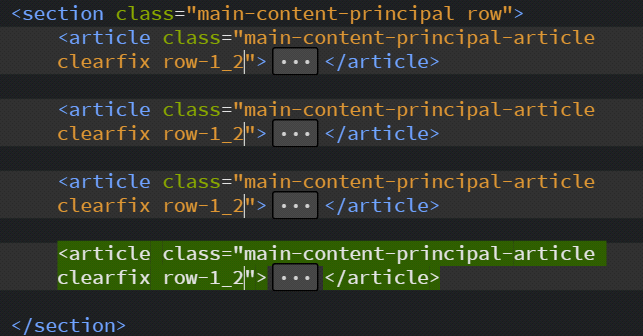 <section class="main-content-principal row">
<article class="main-content-principal-article
clearfix row-1_2">...</article>
<article class="main-content-principal-article
clearfix row-1_2">...</article>
<article class="main-content-principal-article
clearfix row-1_2">...</article>
<article class="main-content-principal-article
clearfix row-1_2">...</article>
</section>